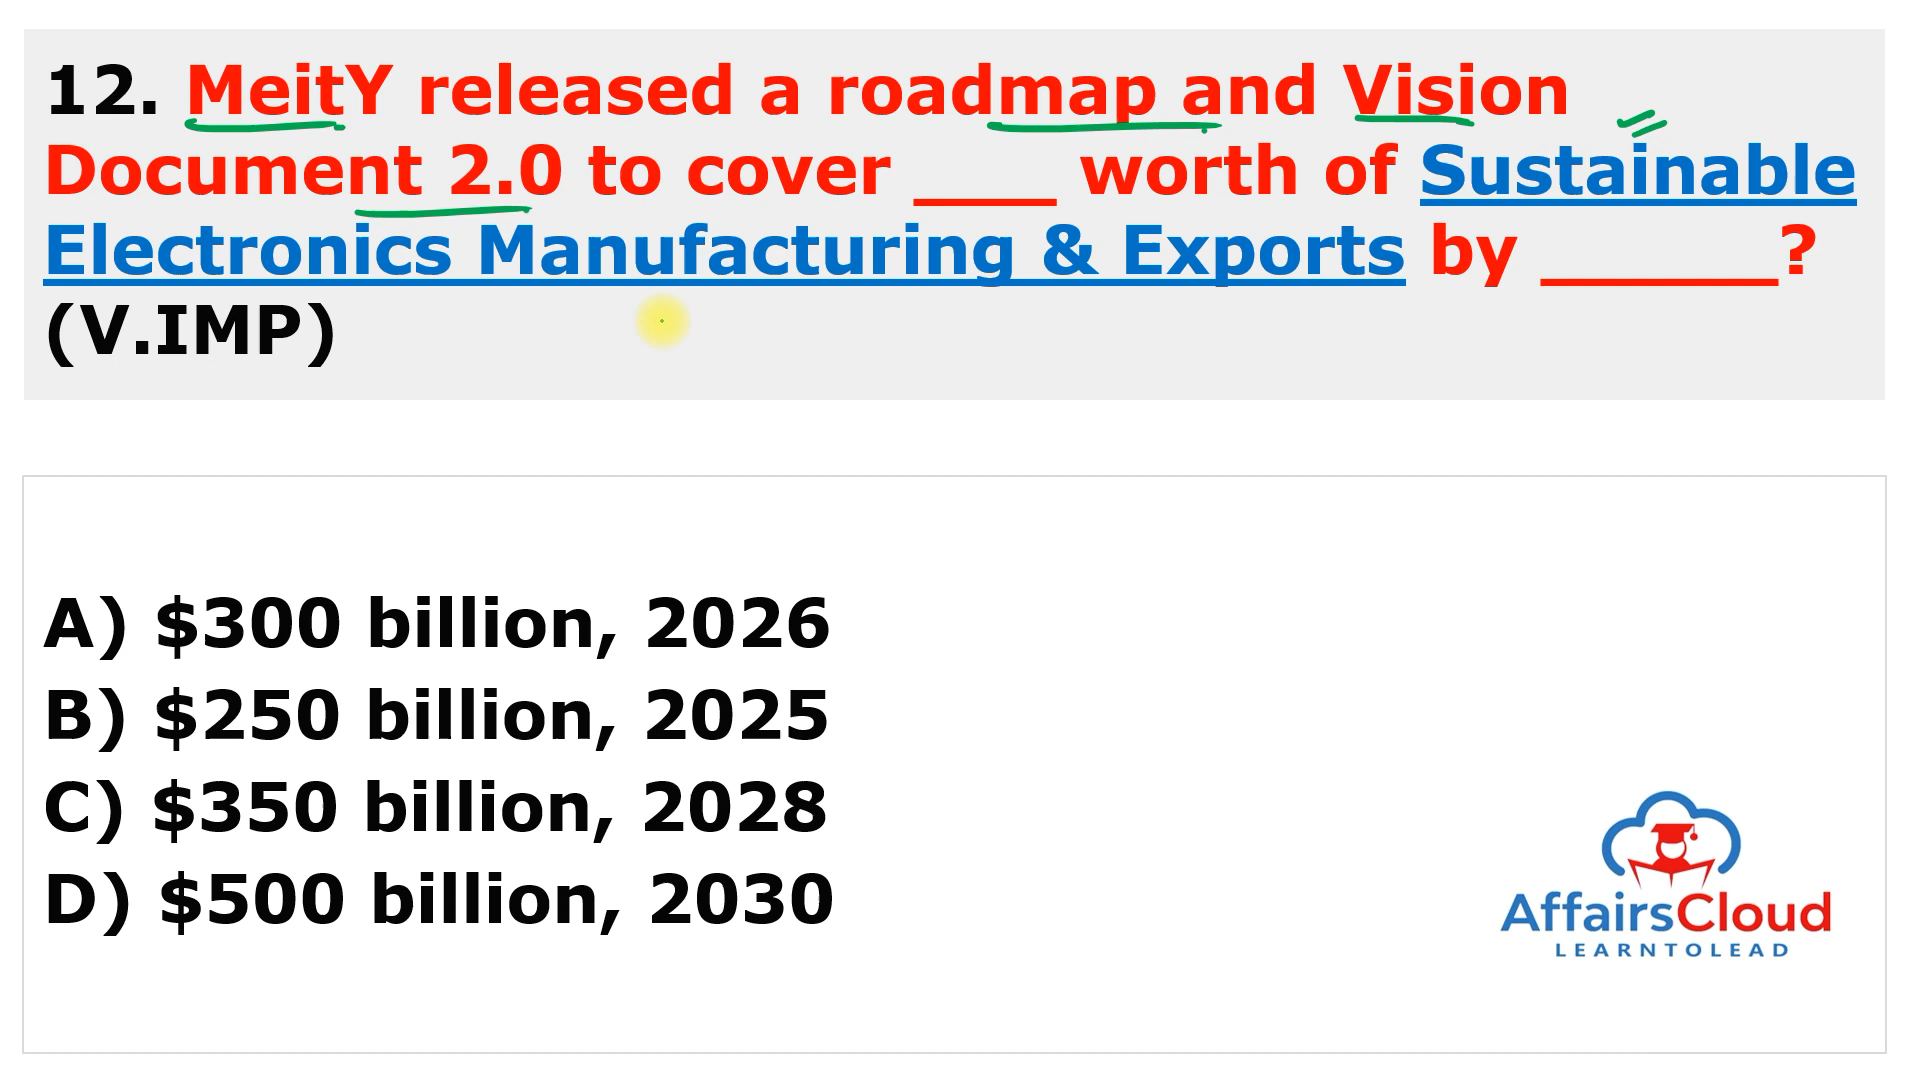 12. MeitY released a roadmap and Vision
Document 2.0 to cover ____ worth of Sustainable
Electronics Manufacturing & Exports by _______?
(V.IMP)
A) $300 billion, 2026
B) $250 billion, 2025
C) $350 billion, 2028
D) $500 billion, 2030
AffairsCloud
LEARNTOLEAD